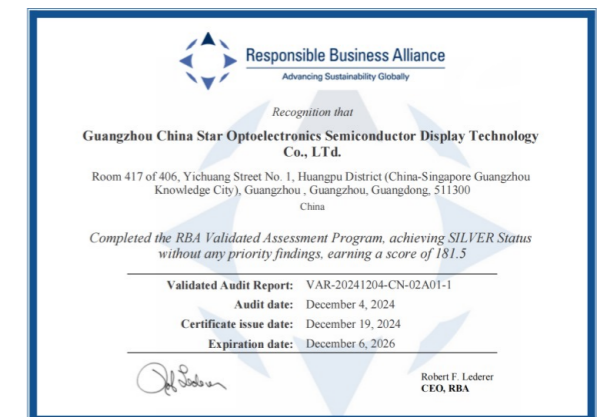 Responsible Business Alliance
Advancing Sustainability Globally
Recognition that
Guangzhou China Star Optoelectronics Semiconductor Display Technology
Co., LTd.
Room 417 of 406, Yichuang Street No. 1, Huangpu District (China-Singapore Guangzhou
Knowledge City), Guangzhou , Guangzhou, Guangdong, 511300
China
Completed the RBA Validated Assessment Program, achieving SILVER Status
without any priority findings, earning a score of 181.5
Validated Audit Report: VAR-20241204-CN-02A01-1
Audit date: December 4, 2024
Certificate issue date: December 19, 2024
Expiration date: December 6, 2026
Robert F. Lederer
CEO, RBA